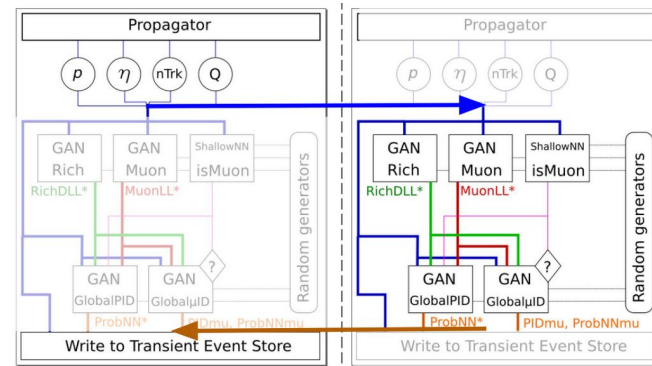 Propagator
p η nTrk Q
GAN Rich
GAN Muon
ShallowNN isMuon
RichDLL*
MuonLL*
Random generators
?
GAN GlobalPID
GAN GlobalμID
ProbNN*
PIDmu, ProbNNmu
Write to Transient Event Store
Propagator
p η nTrk Q
GAN Rich
GAN Muon
ShallowNN isMuon
RichDLL*
MuonLL*
Random generators
?
GAN GlobalPID
GAN GlobalμID
ProbNN*
PIDmu, ProbNNmu
Write to Transient Event Store